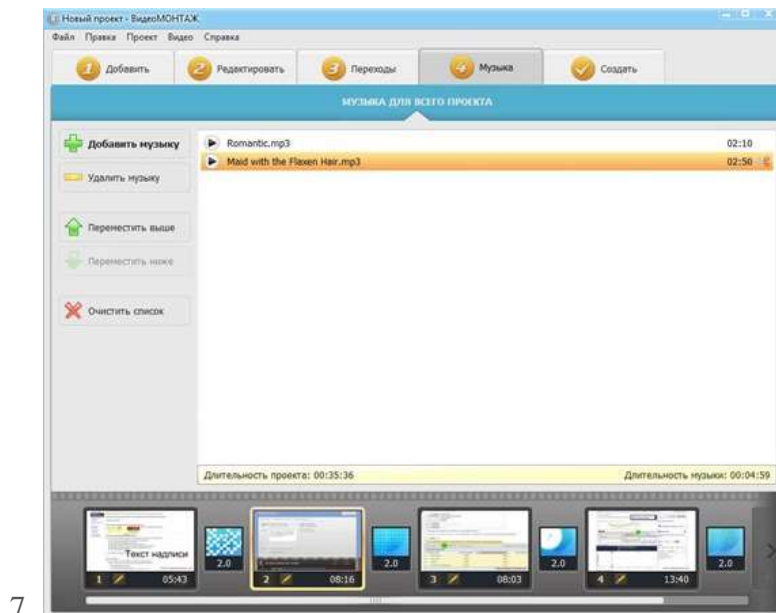 Новый проект - ВидеоМОНТАЖ
Файл Правка Проект Видео Справка
1 Добавить 2 Редактировать 3 Переходы 4 Музыка Создать
МУЗЫКА ДЛЯ ВСЕГО ПРОЕКТА
Добавить музыку
Удалить музыку
Переместить выше
Переместить ниже
Очистить список
Romantic.mp3 02:10
Maid with the Flaxen Hair.mp3 02:50
Длительность проекта: 00:35:36 Длительность музыки: 00:04:59
Текст надписи
2.0 2.0 2.0 2.0
1 05:43 2 08:16 3 08:03 4 13:40
7